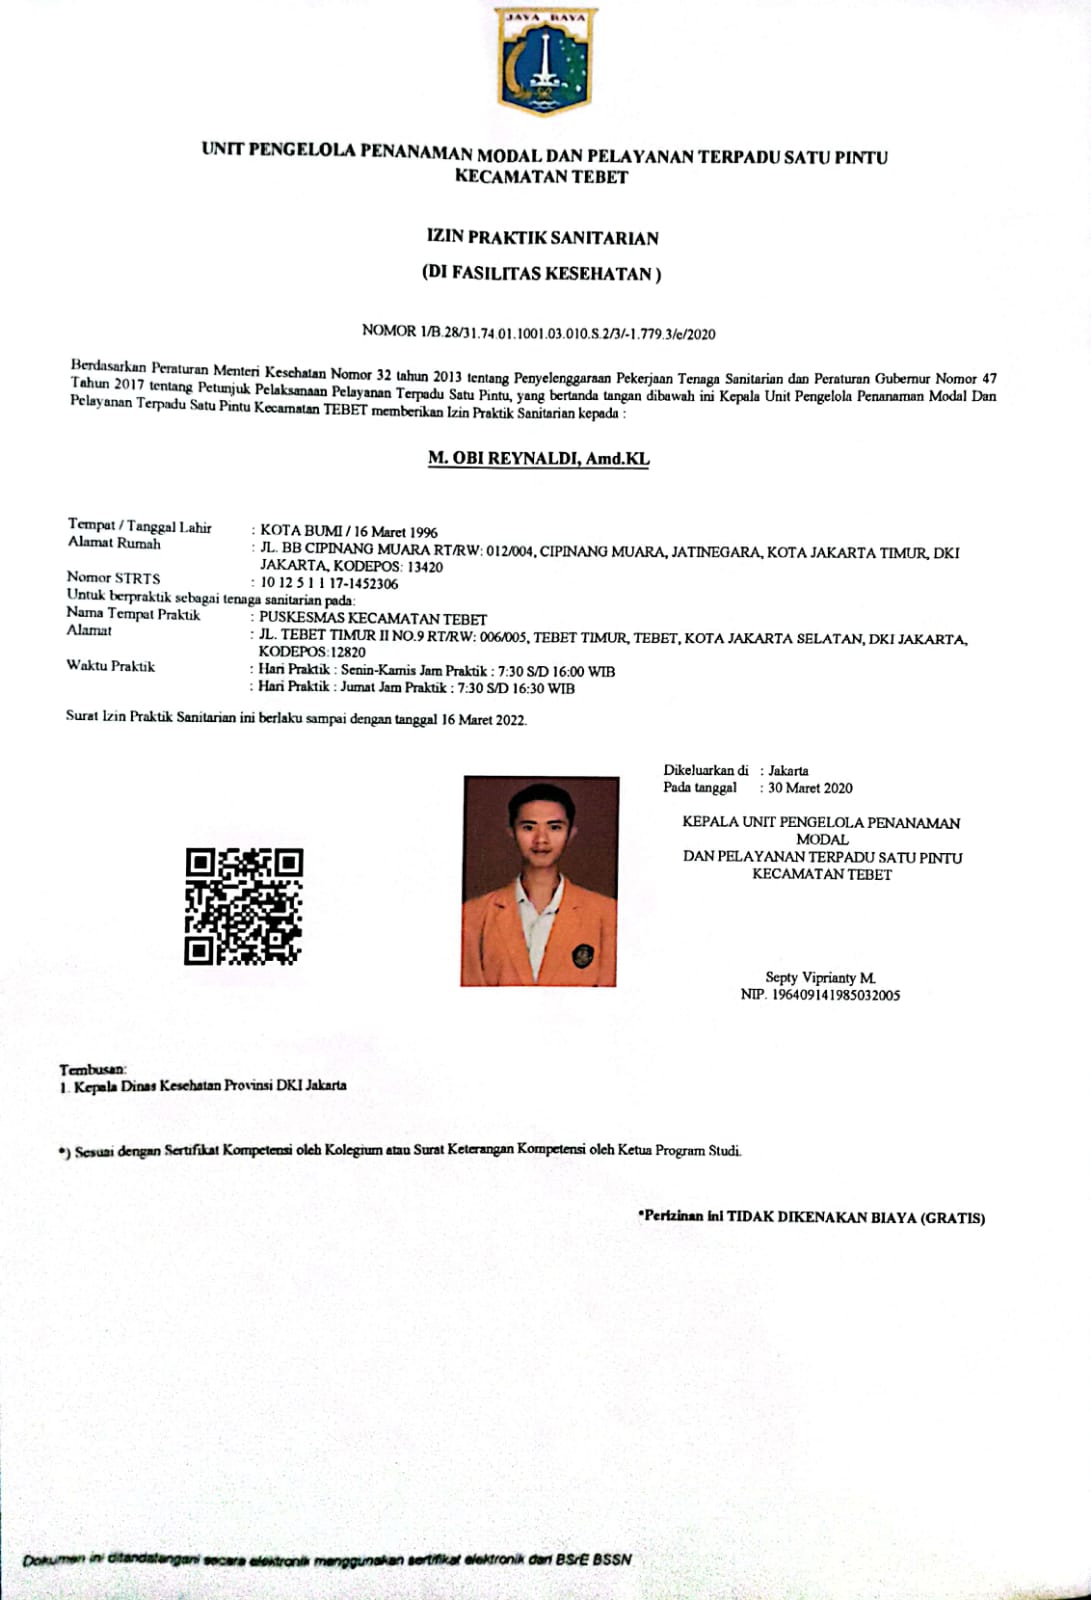 JAYA RAYA
UNIT PENGELOLA PENANAMAN MODAL DAN PELAYANAN TERPADU SATU PINTU
KECAMATAN TEBET
IZIN PRAKTIK SANITARIAN
(DI FASILITAS KESEHATAN )
NOMOR 1/B.28/31.74.01.1001.03.010.S.2/3/-1.779.3/e/2020
Berdasarkan Peraturan Menteri Kesehatan Nomor 32 tahun 2013 tentang Penyelenggaraan Pekerjaan Tenaga Sanitarian dan Peraturan Gubernur Nomor 47
Tahun 2017 tentang Petunjuk Pelaksanaan Pelayanan Terpadu Satu Pintu, yang bertanda tangan dibawah ini Kepala Unit Pengelola Penanaman Modal Dan
Pelayanan Terpadu Satu Pintu Kecamatan TEBET memberikan Izin Praktik Sanitarian kepada :
M. OBI REYNALDI, Amd.KL
Tempat / Tanggal Lahir : KOTA BUMI / 16 Maret 1996
Alamat Rumah : JL. BB CIPINANG MUARA RT/RW: 012/004, CIPINANG MUARA, JATINEGARA, KOTA JAKARTA TIMUR, DKI
JAKARTA, KODEPOS: 13420
Nomor STRTS : 10 12 5 1 1 17-1452306
Untuk berpraktik sebagai tenaga sanitarian pada:
Nama Tempat Praktik : PUSKESMAS KECAMATAN TEBET
Alamat : JL. TEBET TIMUR II NO.9 RT/RW: 006/005, TEBET TIMUR, TEBET, KOTA JAKARTA SELATAN, DKI JAKARTA,
KODEPOS:12820
Waktu Praktik : Hari Praktik : Senin-Kamis Jam Praktik : 7:30 S/D 16:00 WIB
: Hari Praktik : Jumat Jam Praktik : 7:30 S/D 16:30 WIB
Surat Izin Praktik Sanitarian ini berlaku sampai dengan tanggal 16 Maret 2022.
Dikeluarkan di : Jakarta
Pada tanggal : 30 Maret 2020
KEPALA UNIT PENGELOLA PENANAMAN
MODAL
DAN PELAYANAN TERPADU SATU PINTU
KECAMATAN TEBET
Septy Viprianty M.
NIP. 196409141985032005
Tembusan:
1. Kepala Dinas Kesehatan Provinsi DKI Jakarta
*) Sesuai dengan Sertifikat Kompetensi oleh Kolegium atau Surat Keterangan Kompetensi oleh Ketua Program Studi.
*Perizinan ini TIDAK DIKENAKAN BIAYA (GRATIS)
Dokumen ini ditandatangani secara elektronik menggunakan sertifikat elektronik dari BSrE BSSN